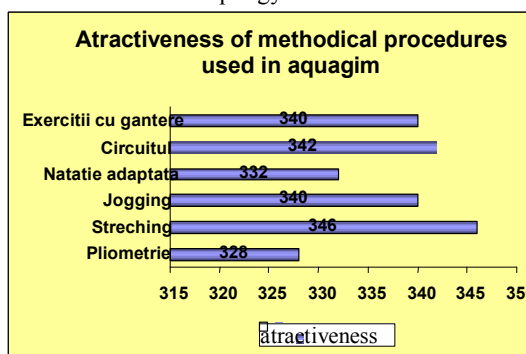 Atractiveness of methodical procedures
used in aquagim
Exercitii cu gantere 340
Circuitul 342
Natatie adaptata 332
Jogging 340
Streching 346
Pliometrie 328
315 320 325 330 335 340 345 35
atractiveness